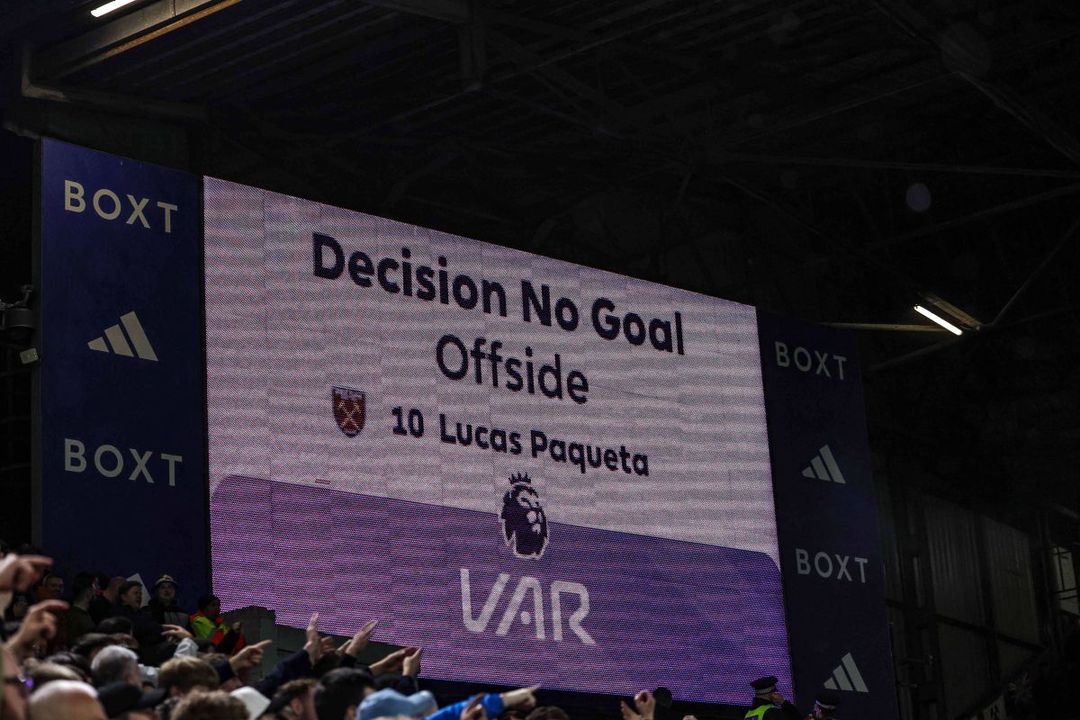 BOXT
BOXT
Decision No Goal
Offside
10 Lucas Paqueta
VAR
BOXT
BOXT